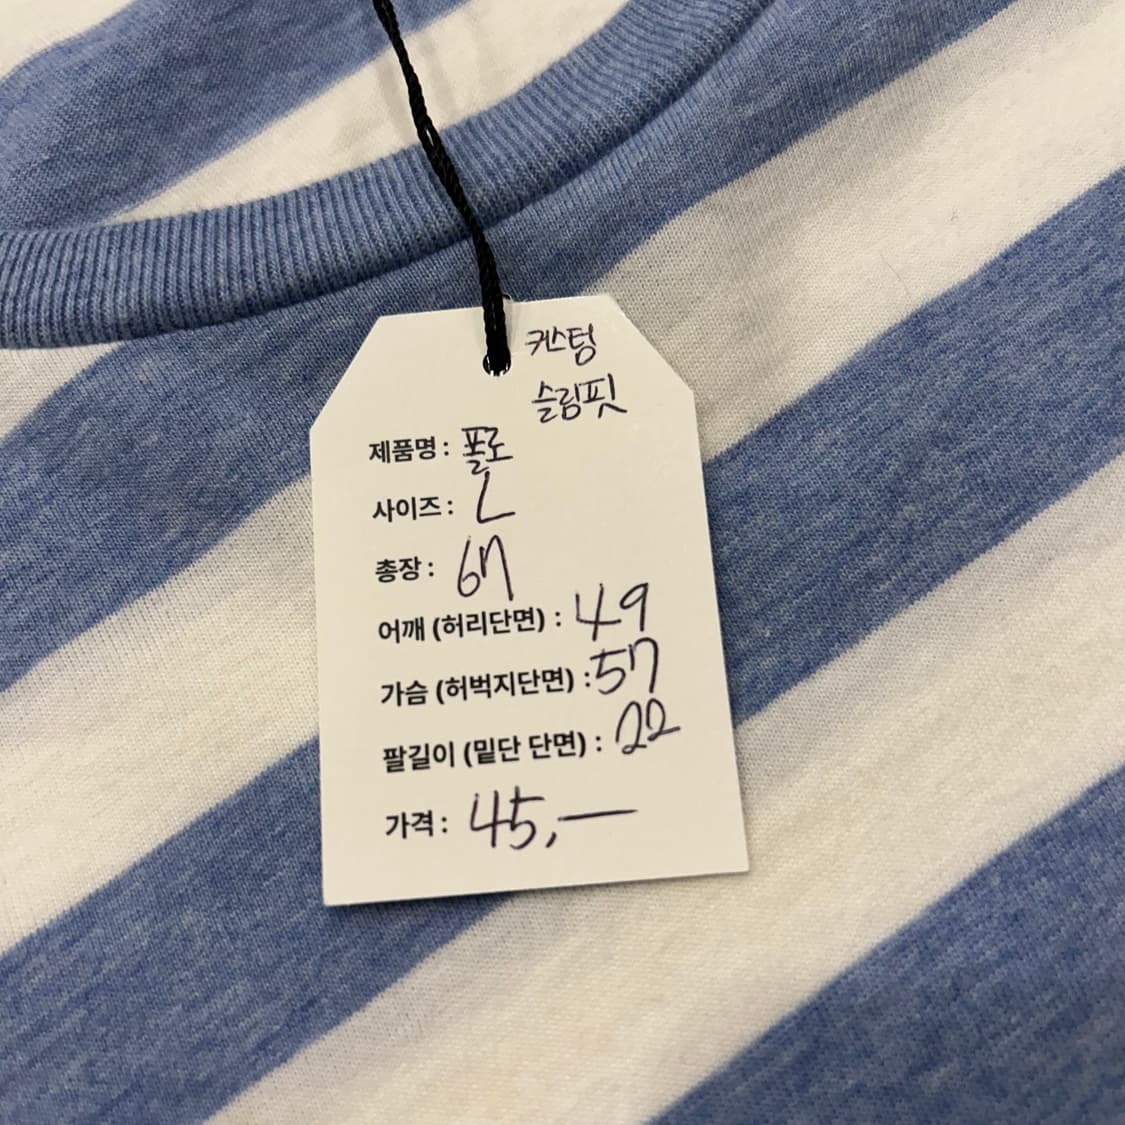 커스텀
슬림핏
제품명 : 폴로
사이즈 : L
총장 : 67
어깨 (허리단면) : 49
가슴 (허벅지단면) : 57
팔길이 (밑단 단면) : 22
가격 : 45,—